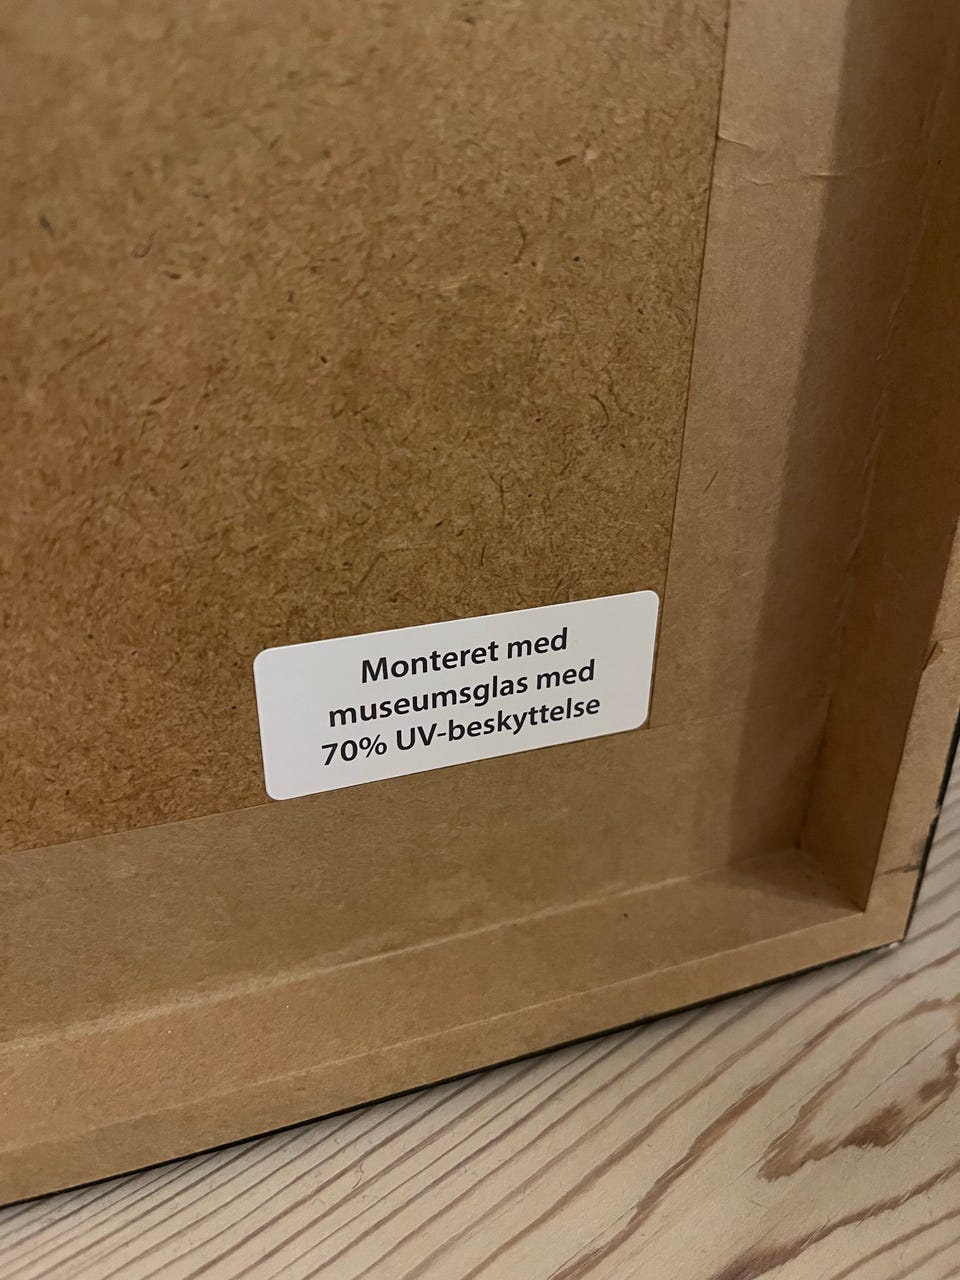 Monteret med
museumsglas med
70% UV-beskyttelse